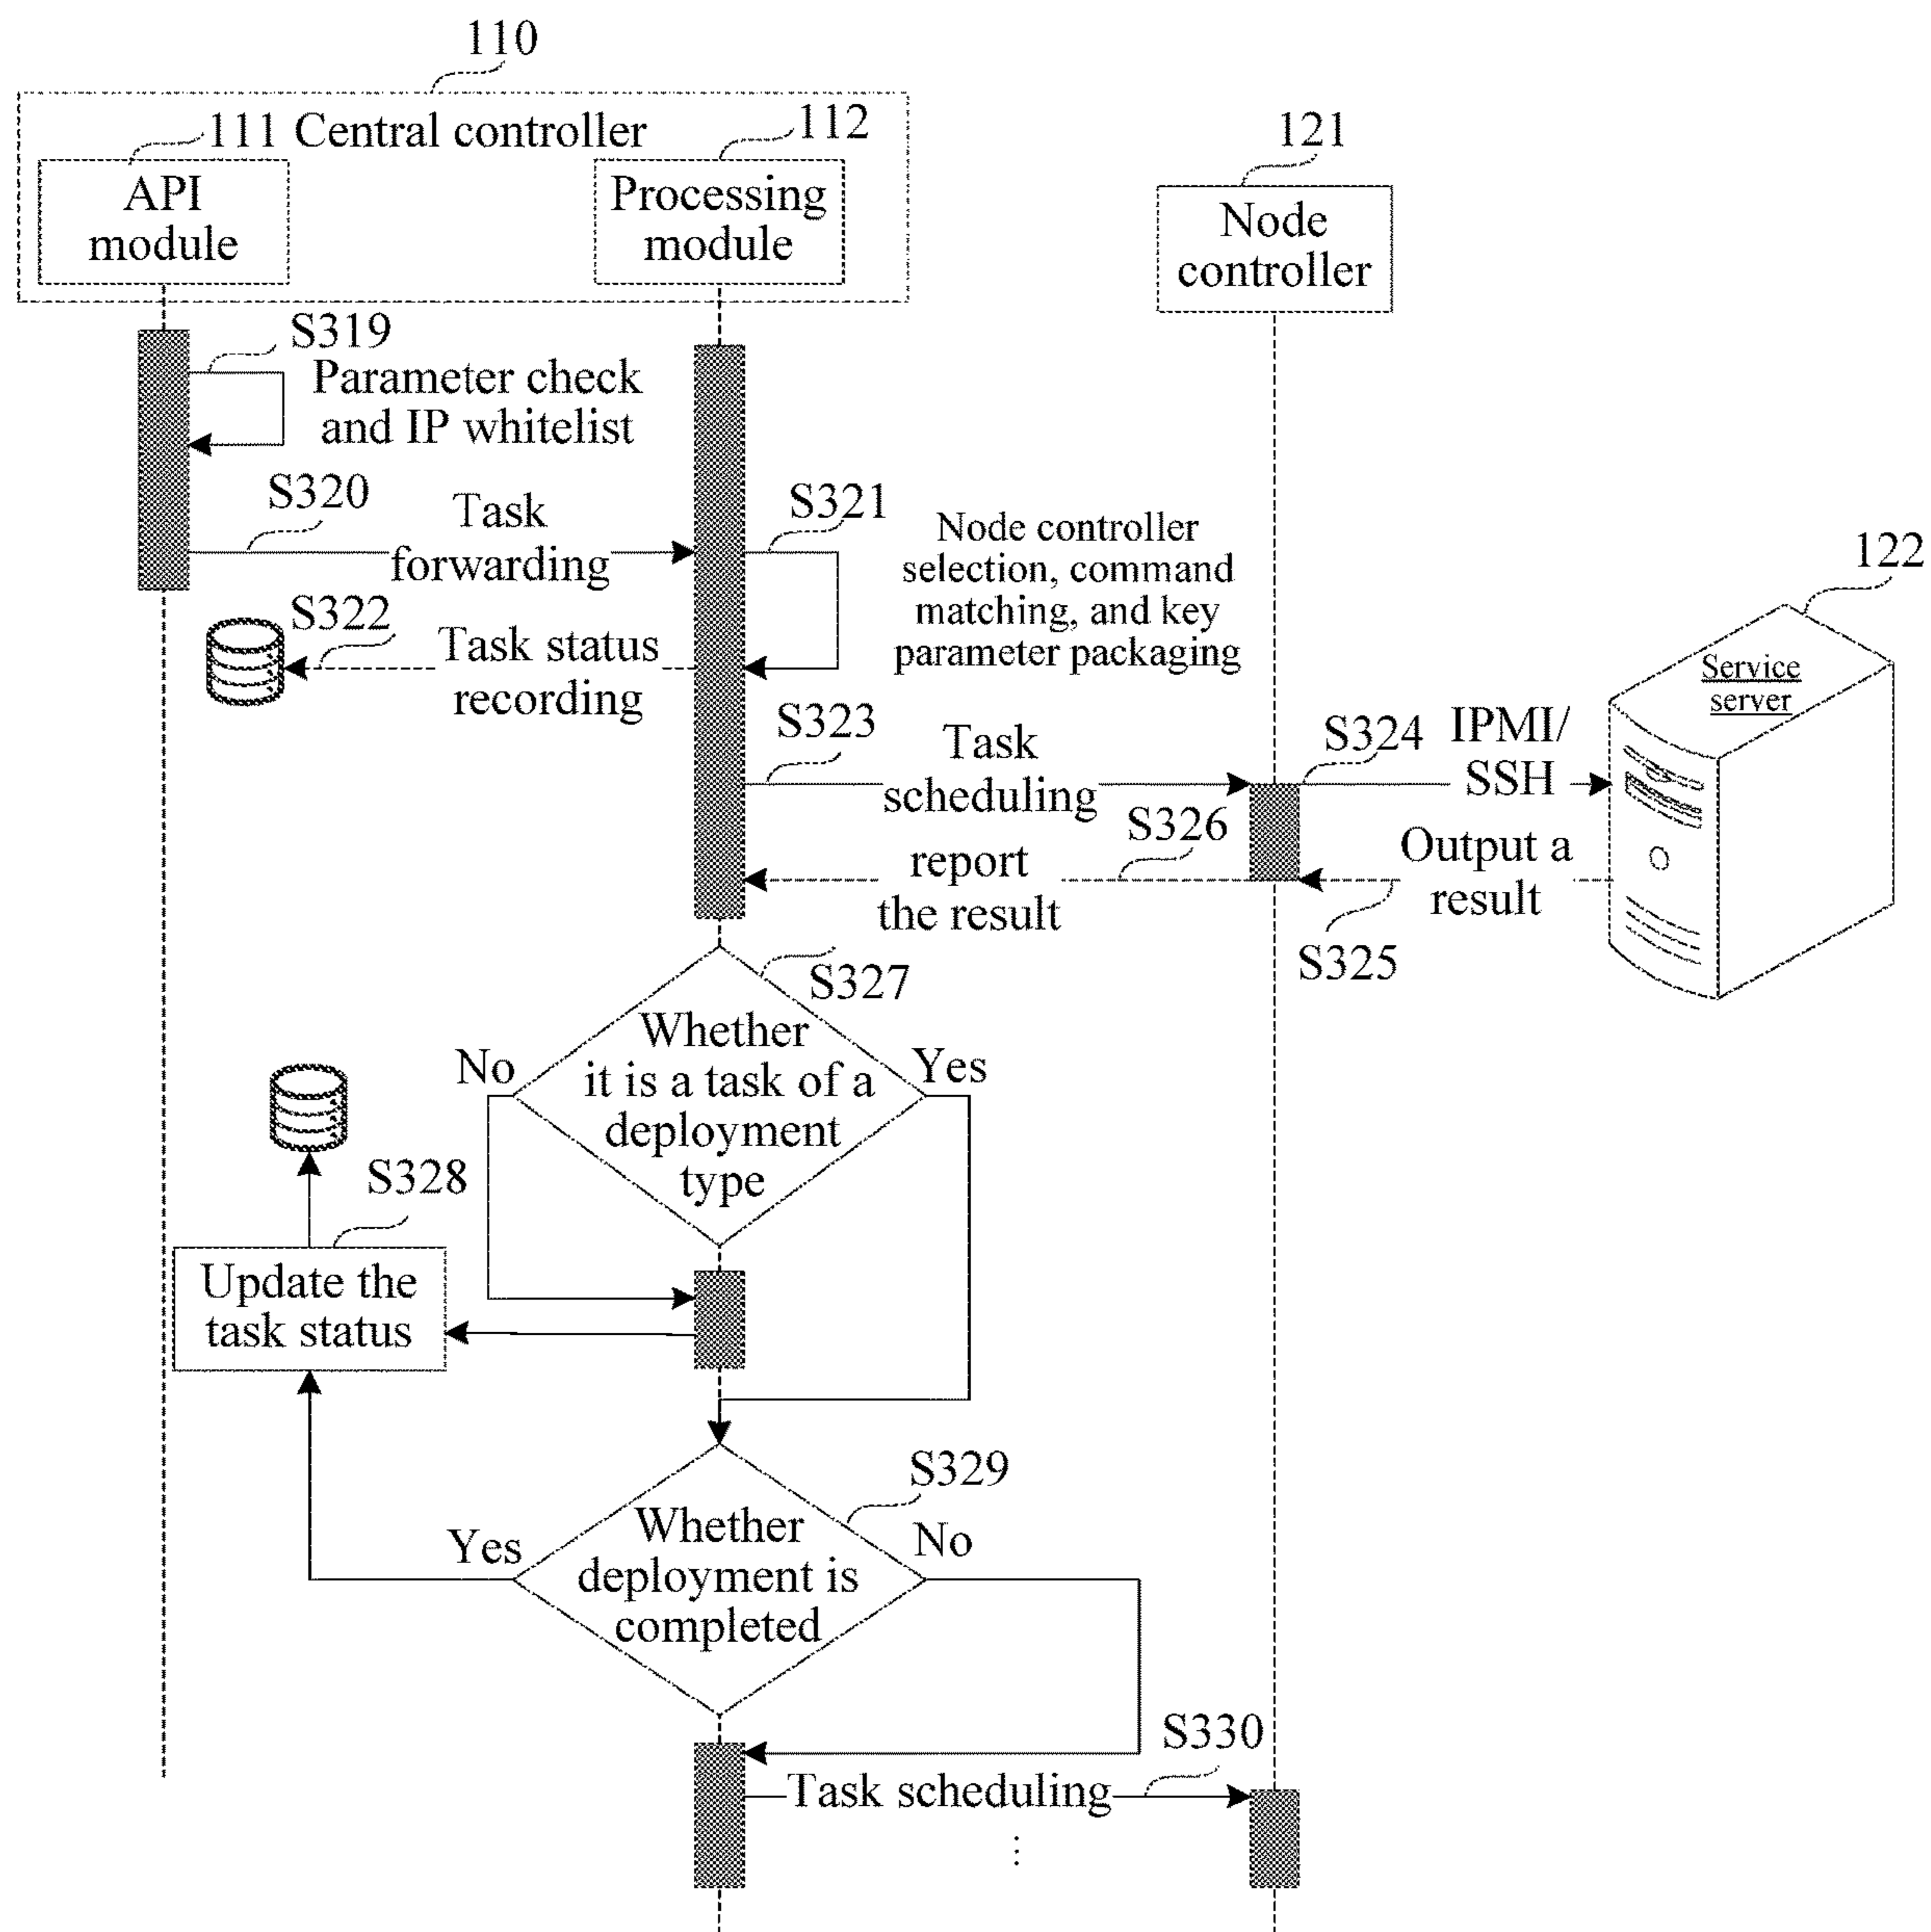 110
111 Central controller
112
API
module
Processing
module
121
Node
controller
S319
Parameter check
and IP whitelist
S320
Task
forwarding
S321
Node controller
selection, command
matching, and key
parameter packaging
122
Service
server
S322
Task status
recording
S323
Task
scheduling
S324
IPMI/
SSH
S326
report
the result
Output a
result
S325
S327
Whether
it is a task of a
deployment
type
No
Yes
S328
Update the
task status
S329
Whether
deployment is
completed
Yes
No
S330
Task scheduling
⋮